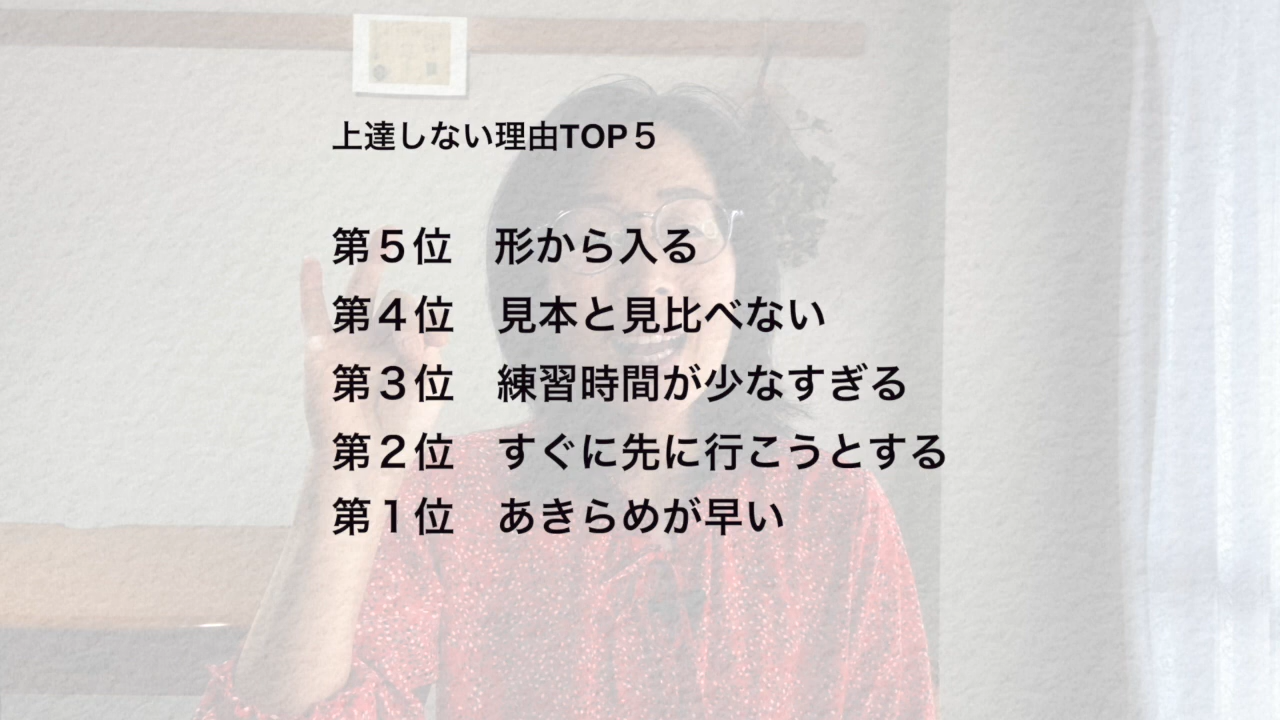 上達しない理由TOP５
第５位　形から入る
第４位　見本と見比べない
第３位　練習時間が少なすぎる
第２位　すぐに先に行こうとする
第１位　あきらめが早い